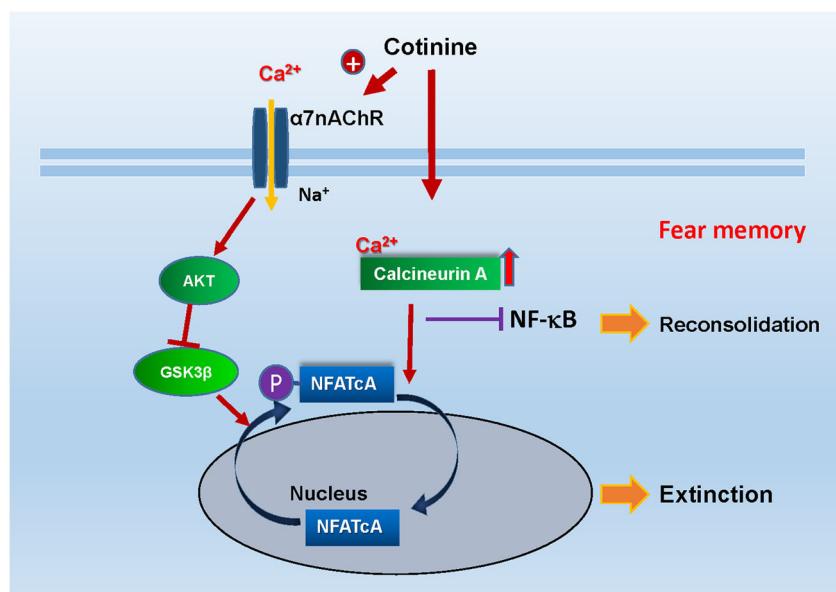 Cotinine
+
Ca²⁺
α7nAChR
Na⁺
Fear memory
Ca²⁺
Calcineurin A
AKT
NF-κB
Reconsolidation
GSK3β
P
NFATcA
Nucleus
Extinction
NFATcA